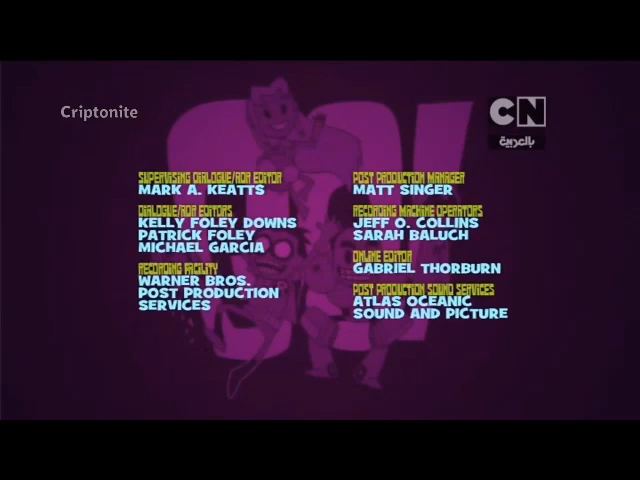 Criptonite
CN
بالعربية
SUPERVISING DIALOGUE/ADR EDITOR
MARK A. KEATTS
DIALOGUE/ADR EDITORS
KELLY FOLEY DOWNS
PATRICK FOLEY
MICHAEL GARCIA
RECORDING FACILITY
WARNER BROS.
POST PRODUCTION
SERVICES
POST PRODUCTION MANAGER
MATT SINGER
RECORDING MACHINE OPERATORS
JEFF O. COLLINS
SARAH BALUCH
ONLINE EDITOR
GABRIEL THORBURN
POST PRODUCTION SOUND SERVICES
ATLAS OCEANIC
SOUND AND PICTURE